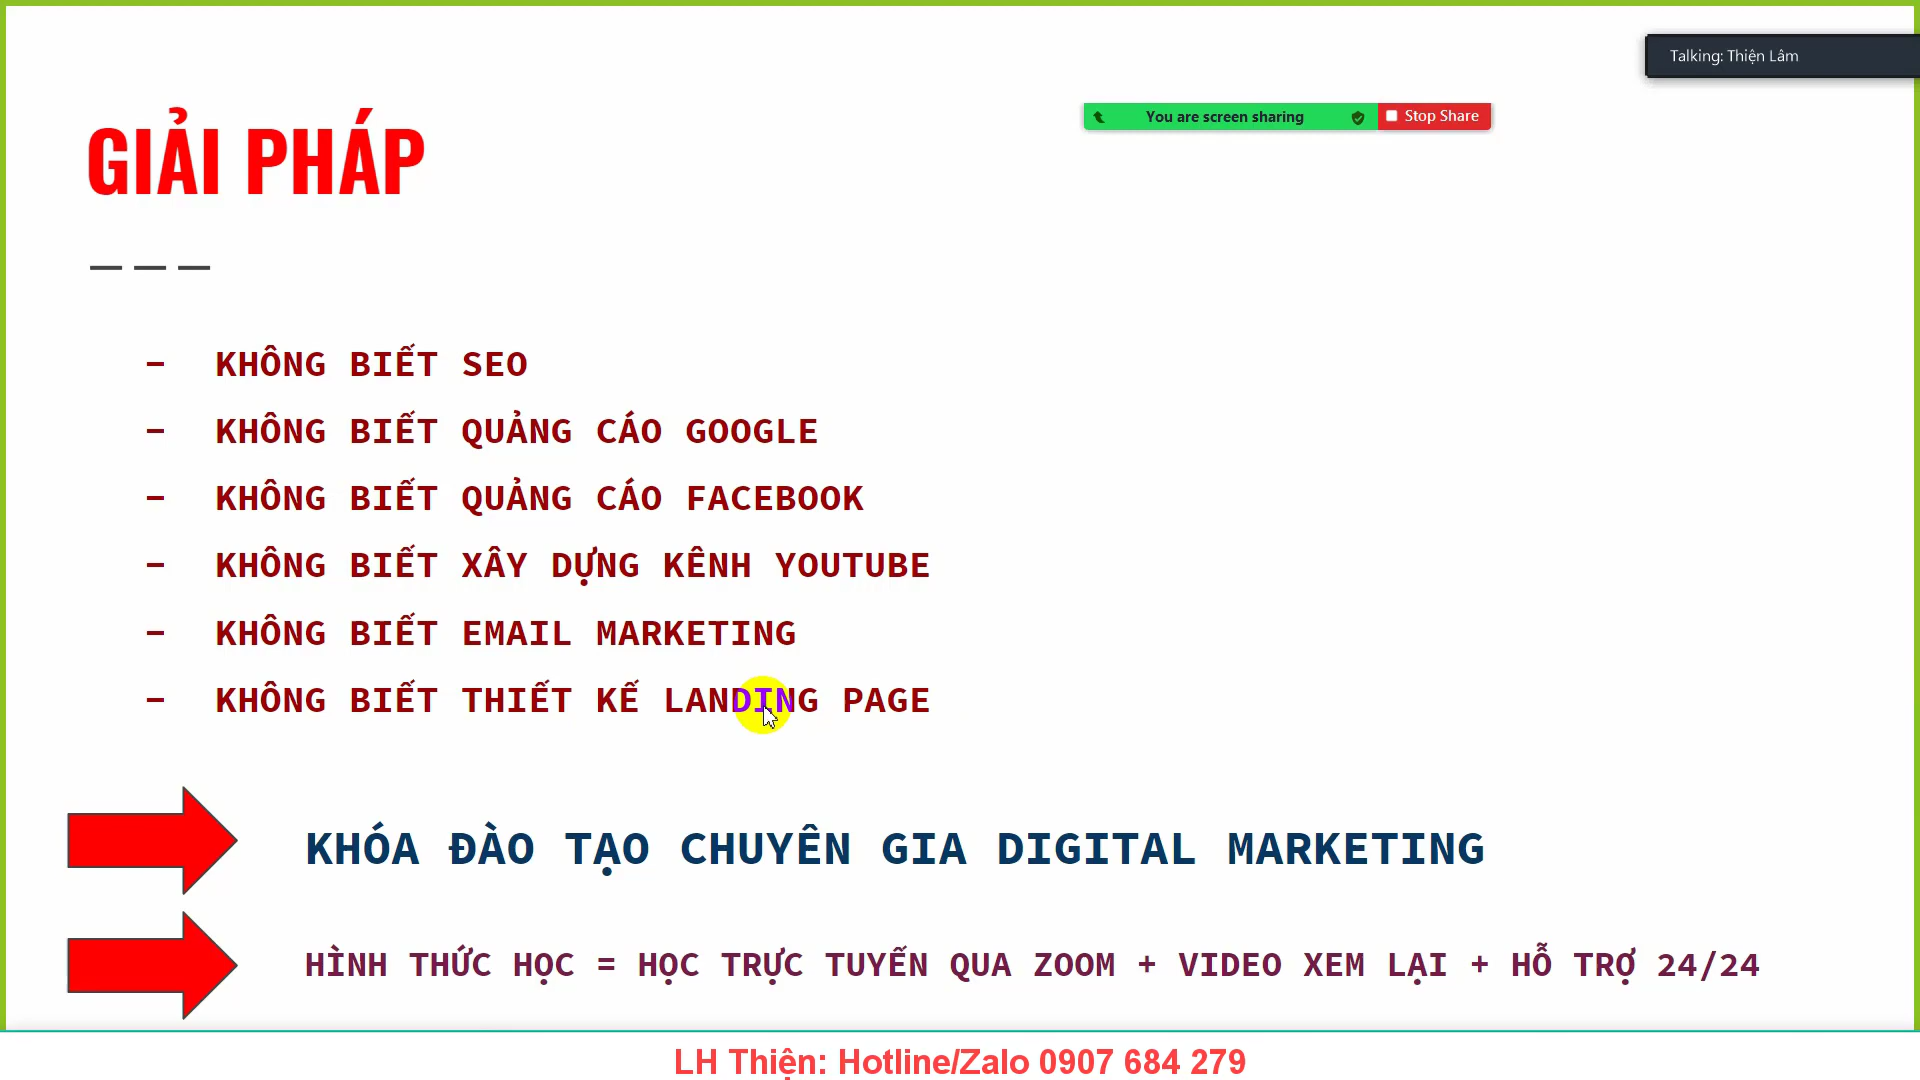 Talking: Thiện Lâm
You are screen sharing
Stop Share
GIẢI PHÁP
- KHÔNG BIẾT SEO
- KHÔNG BIẾT QUẢNG CÁO GOOGLE
- KHÔNG BIẾT QUẢNG CÁO FACEBOOK
- KHÔNG BIẾT XÂY DỰNG KÊNH YOUTUBE
- KHÔNG BIẾT EMAIL MARKETING
- KHÔNG BIẾT THIẾT KẾ LANDING PAGE
KHÓA ĐÀO TẠO CHUYÊN GIA DIGITAL MARKETING
HÌNH THỨC HỌC = HỌC TRỰC TUYẾN QUA ZOOM + VIDEO XEM LẠI + HỖ TRỢ 24/24
LH Thiện: Hotline/Zalo 0907 684 279